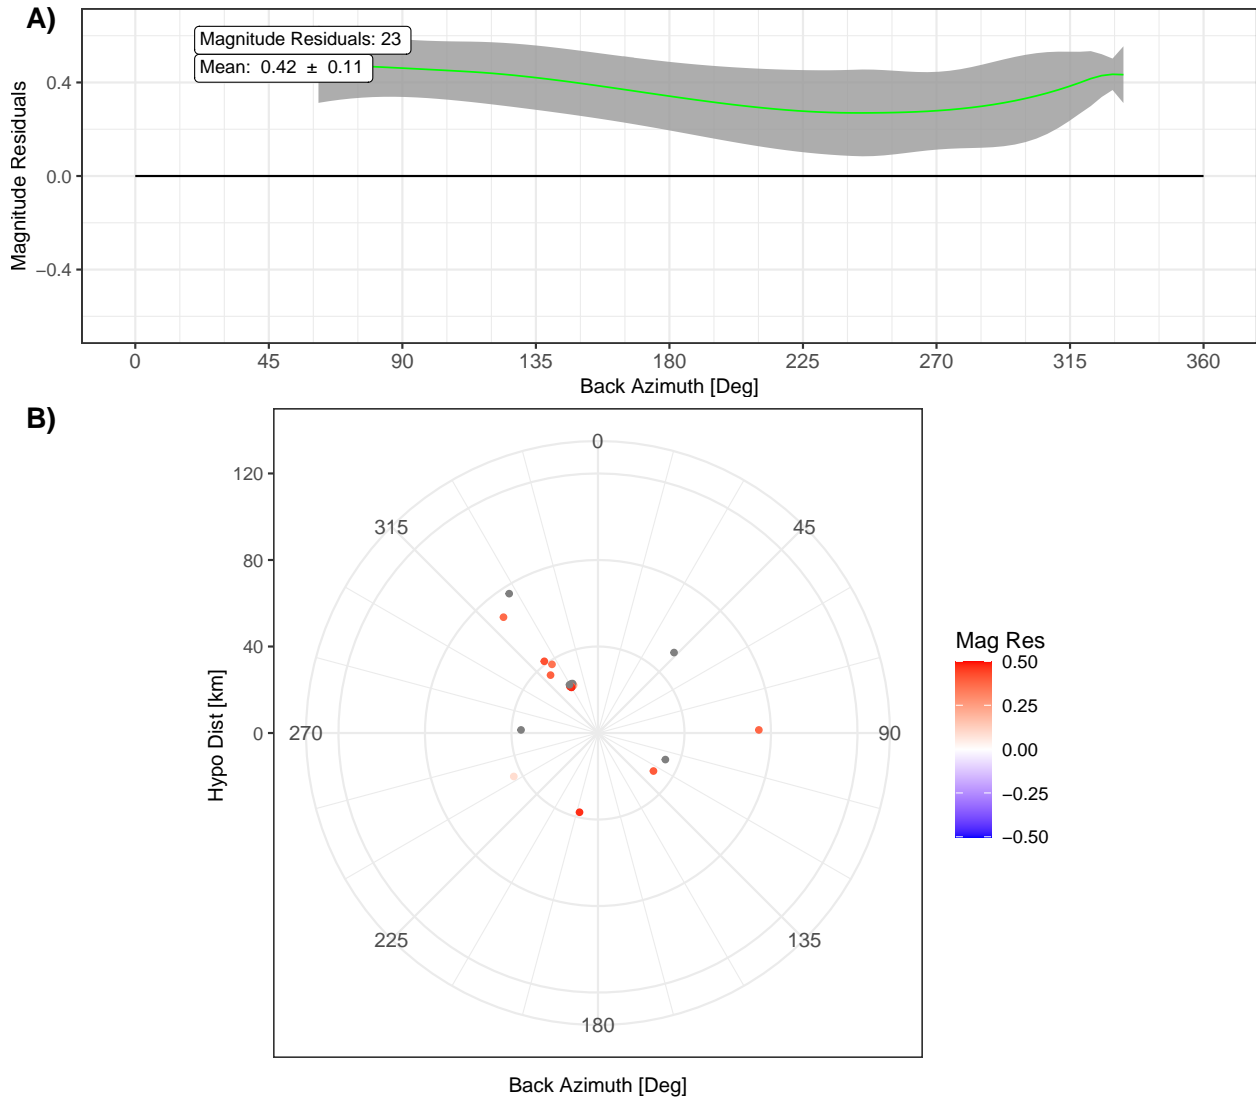 A)
Magnitude Residuals: 23
Mean:  0.42  ±  0.11
Magnitude Residuals
0.4
0.0
−0.4
0 45 90 135 180 225 270 315 360
Back Azimuth [Deg]
B)
Hypo Dist [km]
120
80
40
0
0
45
90
135
180
225
270
315
Back Azimuth [Deg]
Mag Res
0.50
0.25
0.00
−0.25
−0.50